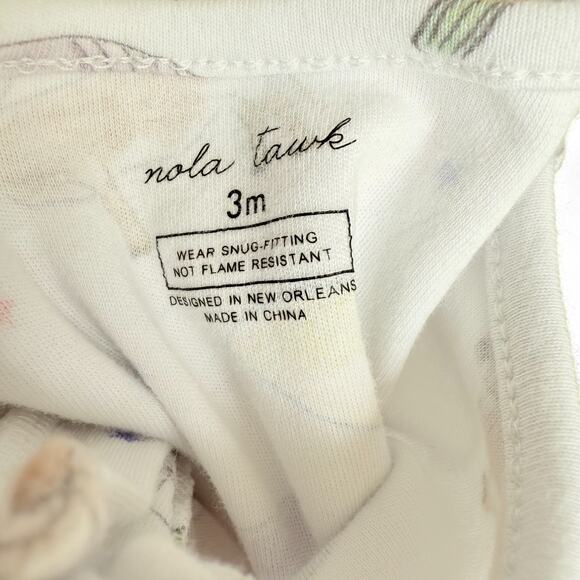 nola tawk
3m
WEAR SNUG-FITTING
NOT FLAME RESISTANT
DESIGNED IN NEW ORLEANS
MADE IN CHINA